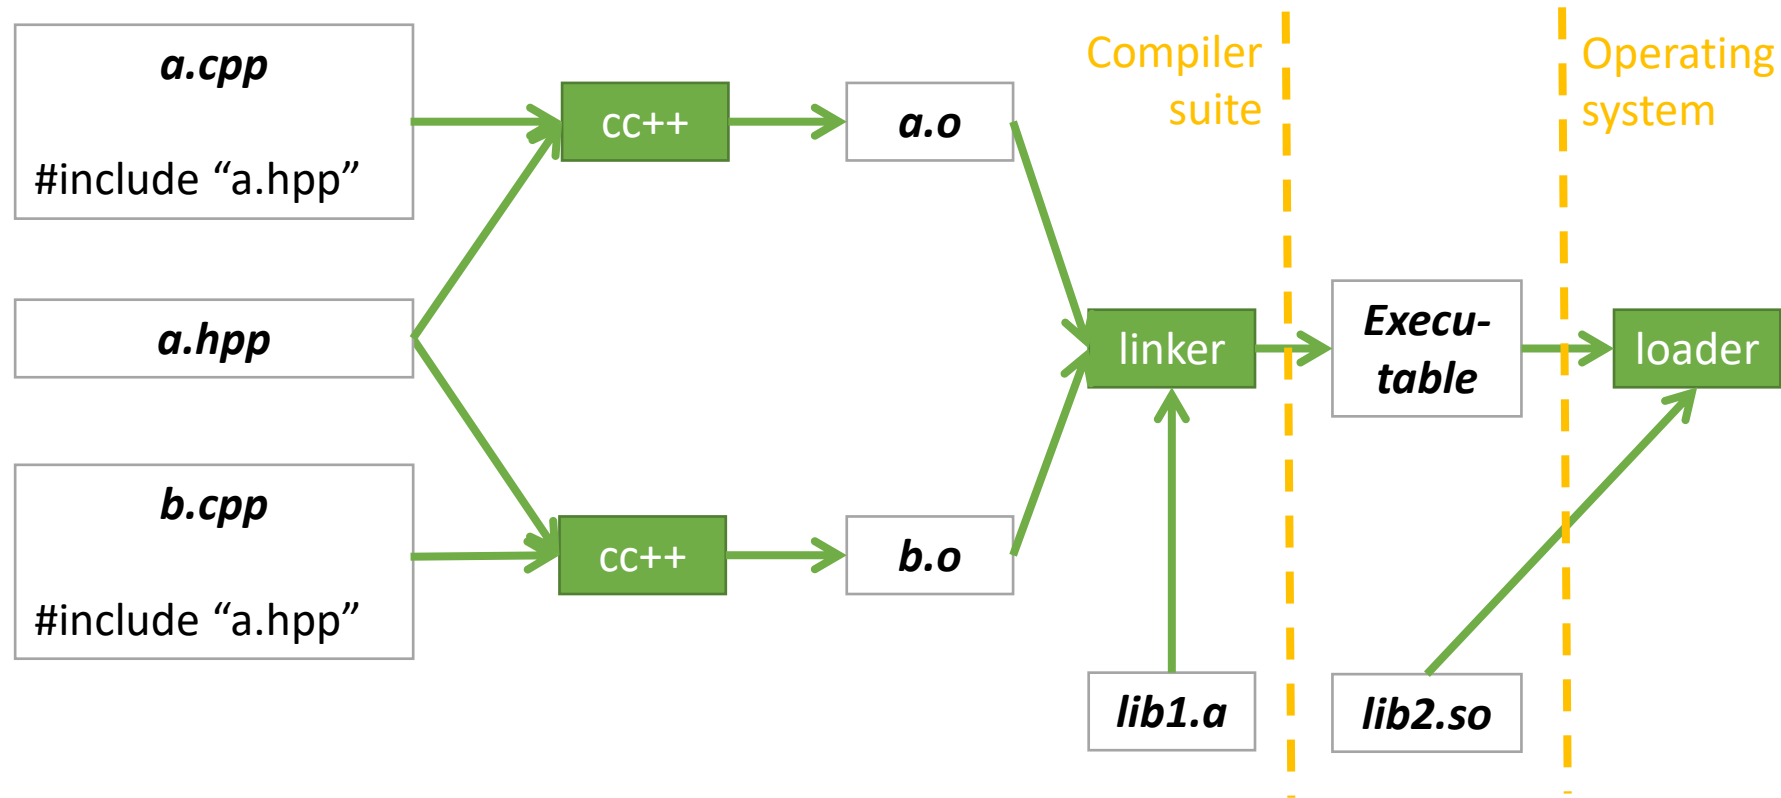 a.cpp
#include “a.hpp”
cc++
a.o
Compiler
suite
Operating
system
a.hpp
linker
Execu-
table
loader
b.cpp
#include “a.hpp”
cc++
b.o
lib1.a
lib2.so